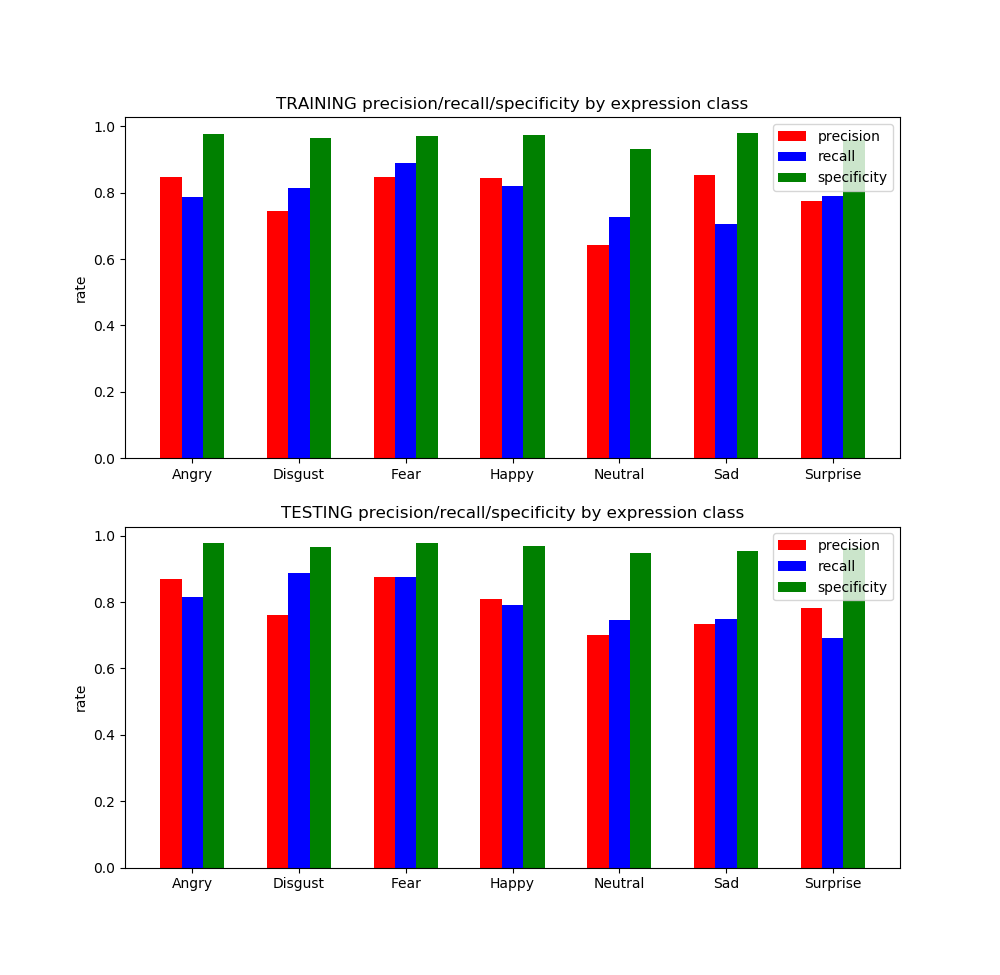 TRAINING precision/recall/specificity by expression class
1.0
0.8
0.6
0.4
0.2
0.0
rate
precision
recall
specificity
Angry Disgust Fear Happy Neutral Sad Surprise
TESTING precision/recall/specificity by expression class
1.0
0.8
0.6
0.4
0.2
0.0
rate
precision
recall
specificity
Angry Disgust Fear Happy Neutral Sad Surprise